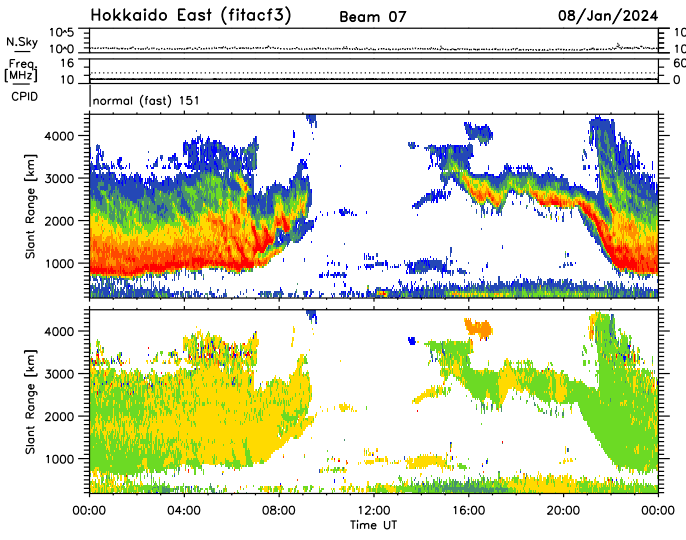 Hokkaido East (fitacf3) Beam 07 08/Jan/2024
10^5 10
N.Sky
10^0 10
Freq. 16 60
[MHz] 10 0
CPID
normal (fast) 151
4000
3000
2000
1000
Slant Range [km]
4000
3000
2000
1000
Slant Range [km]
00:00 04:00 08:00 12:00 16:00 20:00 00:00
Time UT